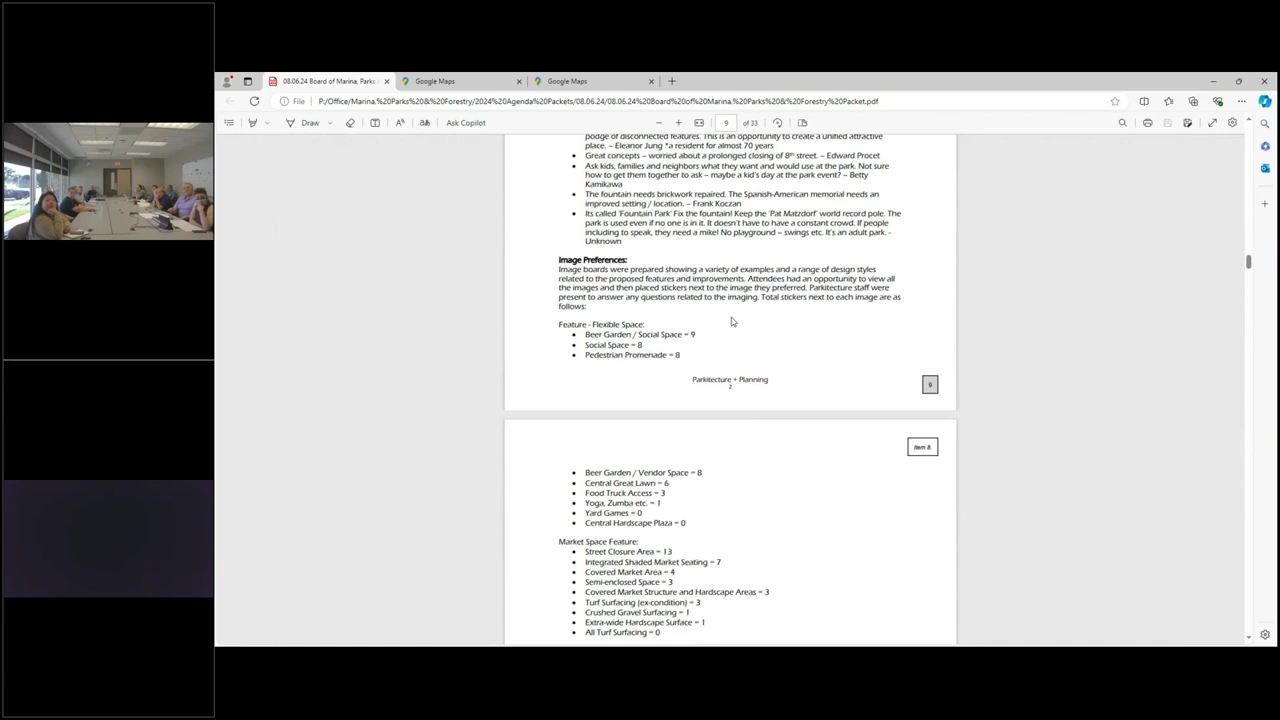 08.06.24 Board of Marina, Parks
Google Maps
Google Maps
File
P:/Office/Marina,%20Parks%20&%20Forestry/2024%20Agenda%20Packets/08.06.24/08.06.24%20Board%20of%20Marina,%20Parks%20&%20Forestry%20Packet.pdf
Draw
Ask Copilot
9 of 33
podge of disconnected features. This is an opportunity to create a unified attractive
place. – Eleanor Jung *a resident for almost 70 years
• Great concepts – worried about a prolonged closing of 8th street. – Edward Procet
• Ask kids, families and neighbors what they want and would use at the park. Not sure
how to get them together to ask – maybe a kid's day at the park event? – Betty
Kamikawa
• The fountain needs brickwork repaired. The Spanish-American memorial needs an
improved setting / location. – Frank Koczan
• Its called 'Fountain Park' Fix the fountain! Keep the 'Pat Matzdorf' world record pole. The
park is used even if no one is in it. It doesn't have to have a constant crowd. If people
including to speak, they need a mike! No playground – swings etc. It's an adult park. -
Unknown
Image Preferences:
Image boards were prepared showing a variety of examples and a range of design styles
related to the proposed features and improvements. Attendees had an opportunity to view all
the images and then placed stickers next to the image they preferred. Parkitecture staff were
present to answer any questions related to the imaging. Total stickers next to each image are as
follows:
Feature - Flexible Space:
• Beer Garden / Social Space = 9
• Social Space = 8
• Pedestrian Promenade = 8
Parkitecture + Planning
2
9
Item 8.
• Beer Garden / Vendor Space = 8
• Central Great Lawn = 6
• Food Truck Access = 3
• Yoga, Zumba etc. = 1
• Yard Games = 0
• Central Hardscape Plaza = 0
Market Space Feature:
• Street Closure Area = 13
• Integrated Shaded Market Seating = 7
• Covered Market Area = 4
• Semi-enclosed Space = 3
• Covered Market Structure and Hardscape Areas = 3
• Turf Surfacing (ex-condition) = 3
• Crushed Gravel Surfacing = 1
• Extra-wide Hardscape Surface = 1
• All Turf Surfacing = 0